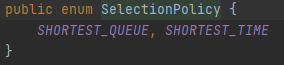 public enum SelectionPolicy {
SHORTEST_QUEUE, SHORTEST_TIME
}